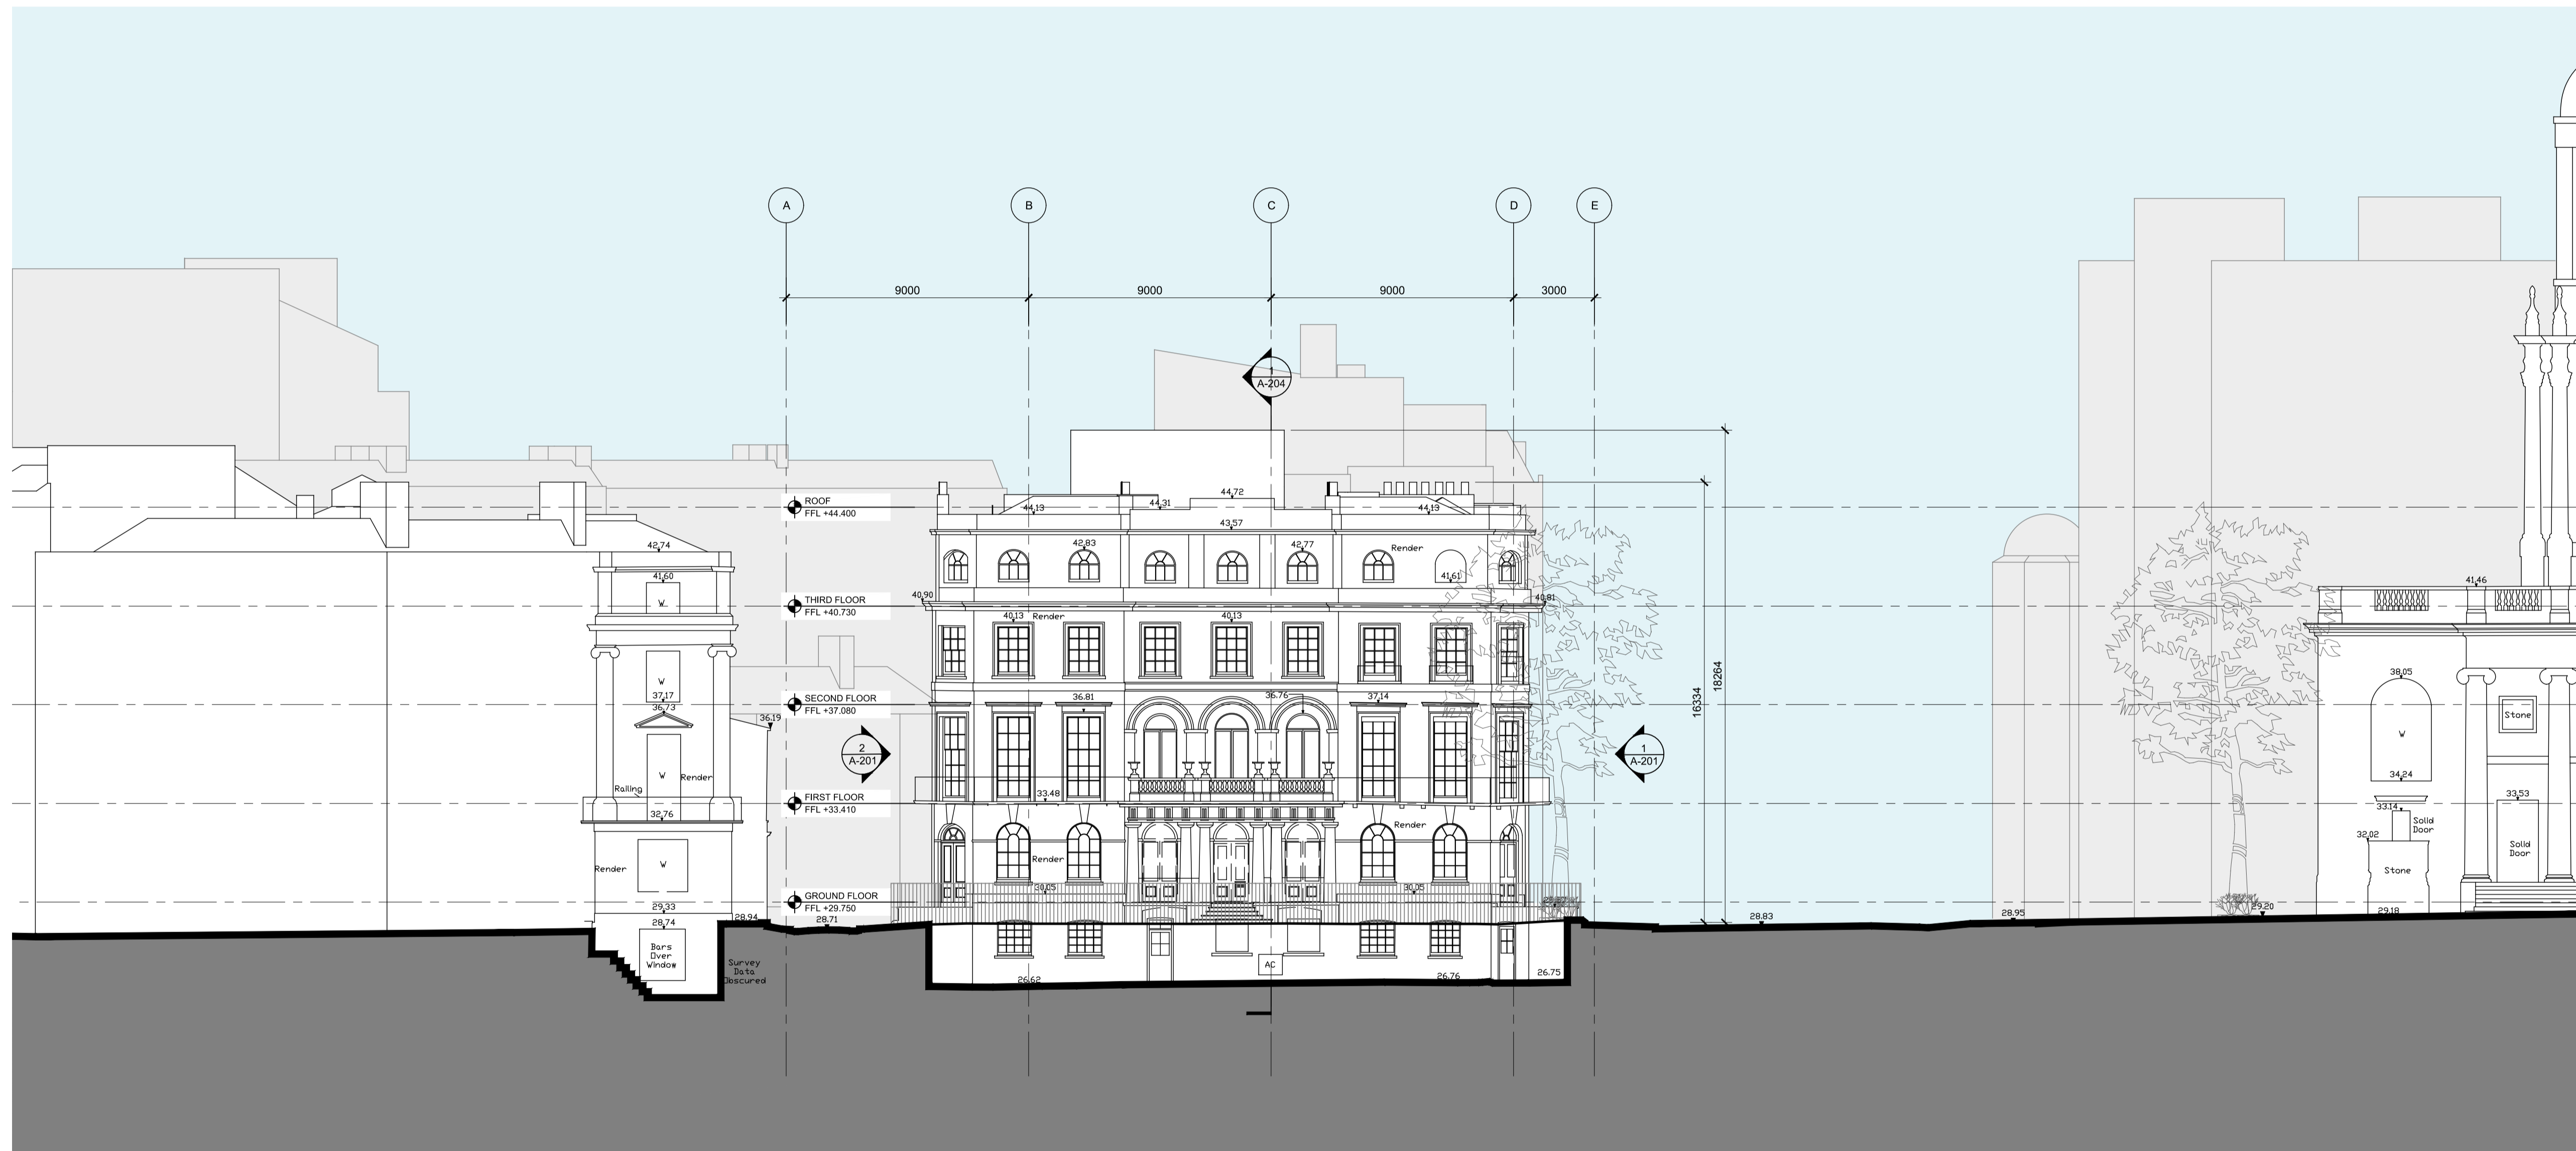 A
B
C
D
E
9000
9000
9000
3000
1
A-204
ROOF
FFL +44.400
44.72
44.31
44.13
44.13
43.57
42.74
42.83
42.77
Render
41.60
W
41.61
41.46
THIRD FLOOR
FFL +40.730
40.90
40.81
40.13
Render
40.13
W
37.17
36.73
38.05
16334
18264
SECOND FLOOR
FFL +37.080
36.81
36.76
37.14
36.19
Stone
W
2
A-201
1
A-201
W
Render
Railing
34.24
33.48
33.53
33.14
FIRST FLOOR
FFL +33.410
32.76
Render
Solid
Door
32.02
W
Render
Render
Solid
Door
Stone
30.05
30.05
GROUND FLOOR
FFL +29.750
29.33
29.20
29.18
28.94
28.74
28.71
28.83
28.95
Bars
Over
Window
Survey
Data
Obscured
AC
26.62
26.76
26.75